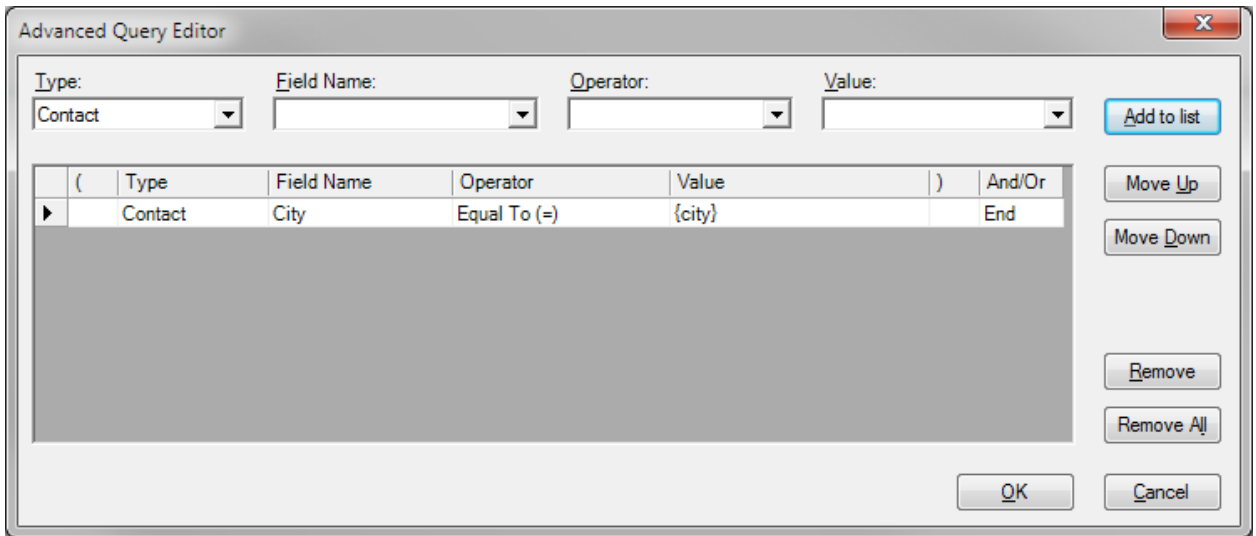 Advanced Query Editor
Type: Field Name: Operator: Value:
Contact Add to list
( Type Field Name Operator Value ) And/Or Move Up
Contact City Equal To (=) {city} End
Move Down
Remove
Remove All
OK Cancel